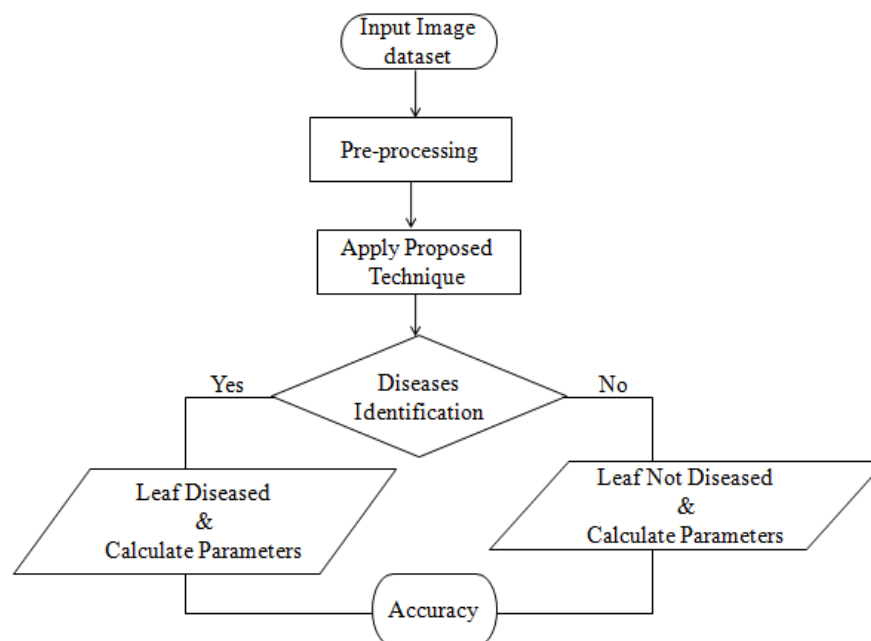 Input Image
dataset
Pre-processing
Apply Proposed
Technique
Yes
Diseases
Identification
No
Leaf Diseased
&
Calculate Parameters
Leaf Not Diseased
&
Calculate Parameters
Accuracy